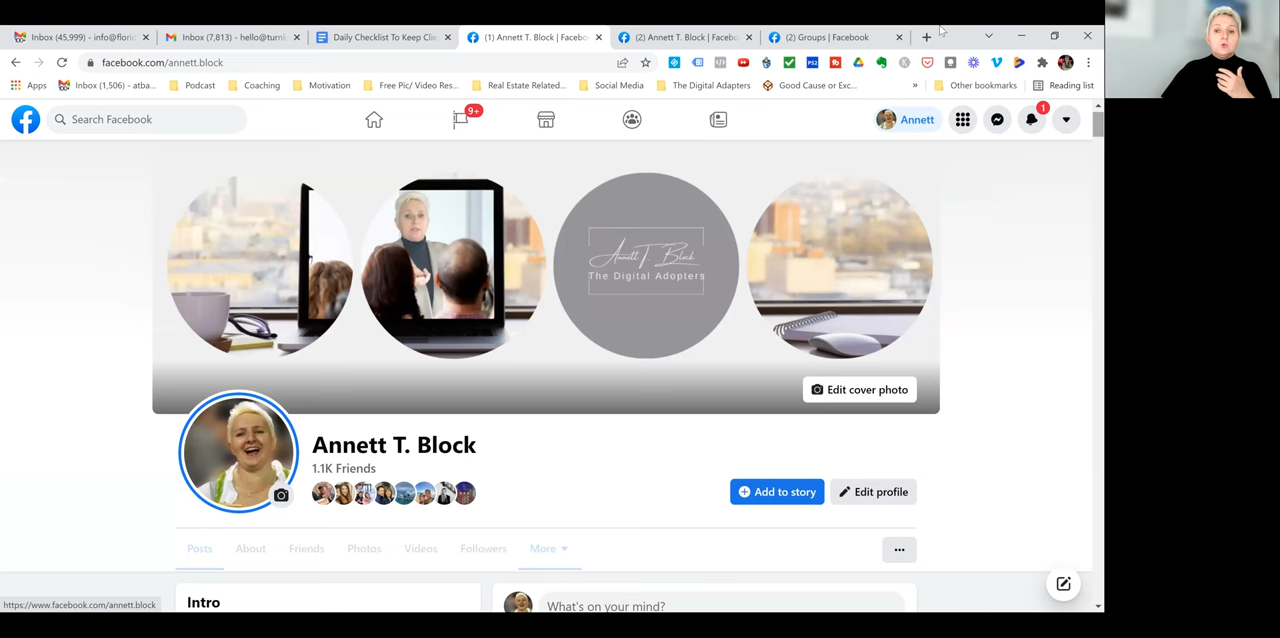 Inbox (45,999) - info@florid
Inbox (7,813) - hello@turnk
Daily Checklist To Keep Clie
(1) Annett T. Block | Facebo
(2) Annett T. Block | Facebo
(2) Groups | Facebook
facebook.com/annett.block
Apps
Inbox (1,506) - atba...
Podcast
Coaching
Motivation
Free Pic/ Video Res...
Real Estate Related...
Social Media
The Digital Adapters
Good Cause or Exc...
»
Other bookmarks
Reading list
Search Facebook
9+
Annett
1
Annett T. Block
The Digital Adopters
Edit cover photo
Annett T. Block
1.1K Friends
Add to story
Edit profile
Posts
About
Friends
Photos
Videos
Followers
More
...
Intro
What's on your mind?
https://www.facebook.com/annett.block